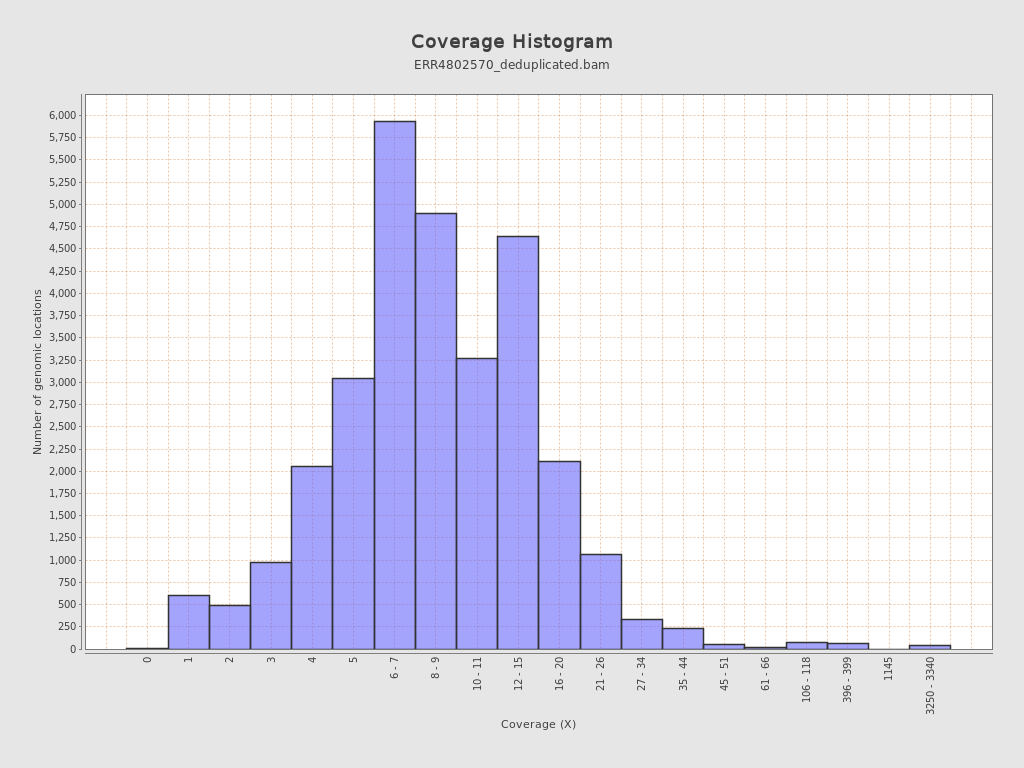 Coverage Histogram
ERR4802570_deduplicated.bam
Number of genomic locations
6,000
5,750
5,500
5,250
5,000
4,750
4,500
4,250
4,000
3,750
3,500
3,250
3,000
2,750
2,500
2,250
2,000
1,750
1,500
1,250
1,000
750
500
250
0
0
1
2
3
4
5
6 - 7
8 - 9
10 - 11
12 - 15
16 - 20
21 - 26
27 - 34
35 - 44
45 - 51
61 - 66
106 - 118
396 - 399
1145
3250 - 3340
Coverage (X)